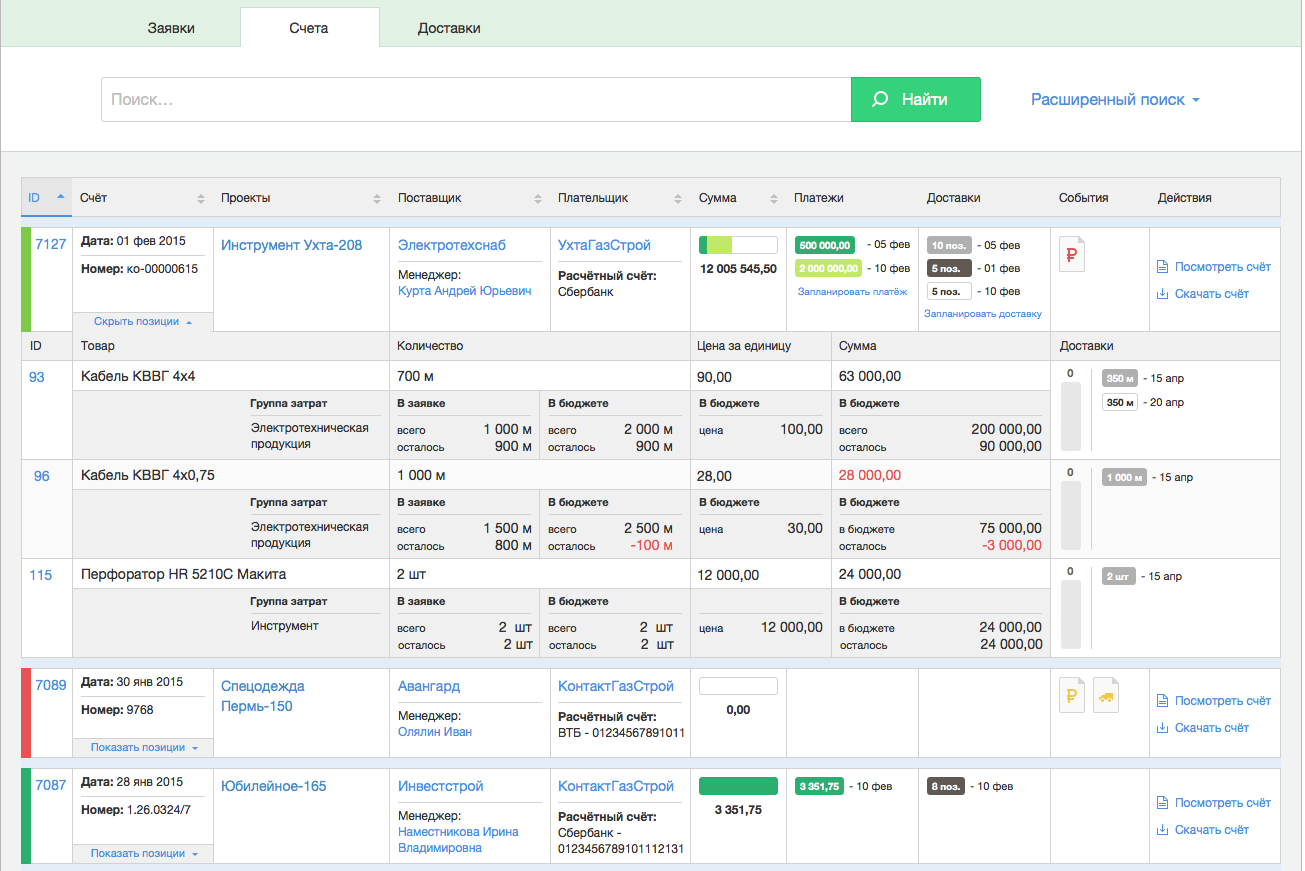 Заявки Счета Доставки
Поиск... Найти Расширенный поиск
ID Счёт Проекты Поставщик Плательщик Сумма Платежи Доставки События Действия
7127
Дата: 01 фев 2015
Номер: ко-00000615
Скрыть позиции
Инструмент Ухта-208
Электротехснаб
Менеджер:
Курта Андрей Юрьевич
УхтаГазСтрой
Расчётный счёт:
Сбербанк
12 005 545,50
500 000,00 - 05 фев
2 000 000,00 - 10 фев
Запланировать платёж
10 поз. - 05 фев
5 поз. - 01 фев
5 поз. - 10 фев
Запланировать доставку
₽
Посмотреть счёт
Скачать счёт
ID Товар Количество Цена за единицу Сумма Доставки
93 Кабель КВВГ 4х4 700 м 90,00 63 000,00 0 350 м - 15 апр
350 м - 20 апр
Группа затрат В заявке В бюджете В бюджете В бюджете
Электротехническая всего 1 000 м всего 2 000 м цена 100,00 всего 200 000,00
продукция осталось 900 м осталось 900 м осталось 90 000,00
96 Кабель КВВГ 4х0,75 1 000 м 28,00 28 000,00 0 1 000 м - 15 апр
Группа затрат В заявке В бюджете В бюджете В бюджете
Электротехническая всего 1 500 м всего 2 500 м цена 30,00 в бюджете 75 000,00
продукция осталось 800 м осталось -100 м осталось -3 000,00
115 Перфоратор HR 5210C Макита 2 шт 12 000,00 24 000,00 0 2 шт - 15 апр
Группа затрат В заявке В бюджете В бюджете
Инструмент всего 2 шт всего 2 шт цена 12 000,00 в бюджете 24 000,00
осталось 2 шт осталось 2 шт осталось 24 000,00
7089
Дата: 30 янв 2015
Номер: 9768
Показать позиции
Спецодежда
Пермь-150
Авангард
Менеджер:
Олялин Иван
КонтактГазСтрой
Расчётный счёт:
ВТБ - 01234567891011
0,00
₽
Посмотреть счёт
Скачать счёт
7087
Дата: 28 янв 2015
Номер: 1.26.0324/7
Показать позиции
Юбилейное-165
Инвестстрой
Менеджер:
Наместникова Ирина
Владимировна
КонтактГазСтрой
Расчётный счёт:
Сбербанк -
0123456789101112131
3 351,75
3 351,75 - 10 фев
8 поз. - 10 фев
Посмотреть счёт
Скачать счёт